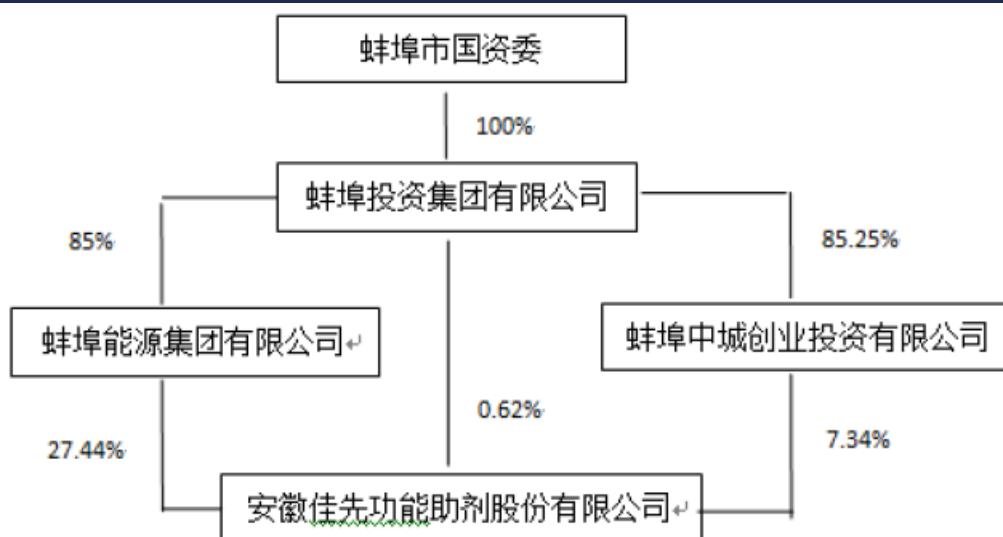 蚌埠市国资委
100%
蚌埠投资集团有限公司
85%
85.25%
蚌埠能源集团有限公司
蚌埠中城创业投资有限公司
0.62%
27.44%
7.34%
安徽佳先功能助剂股份有限公司